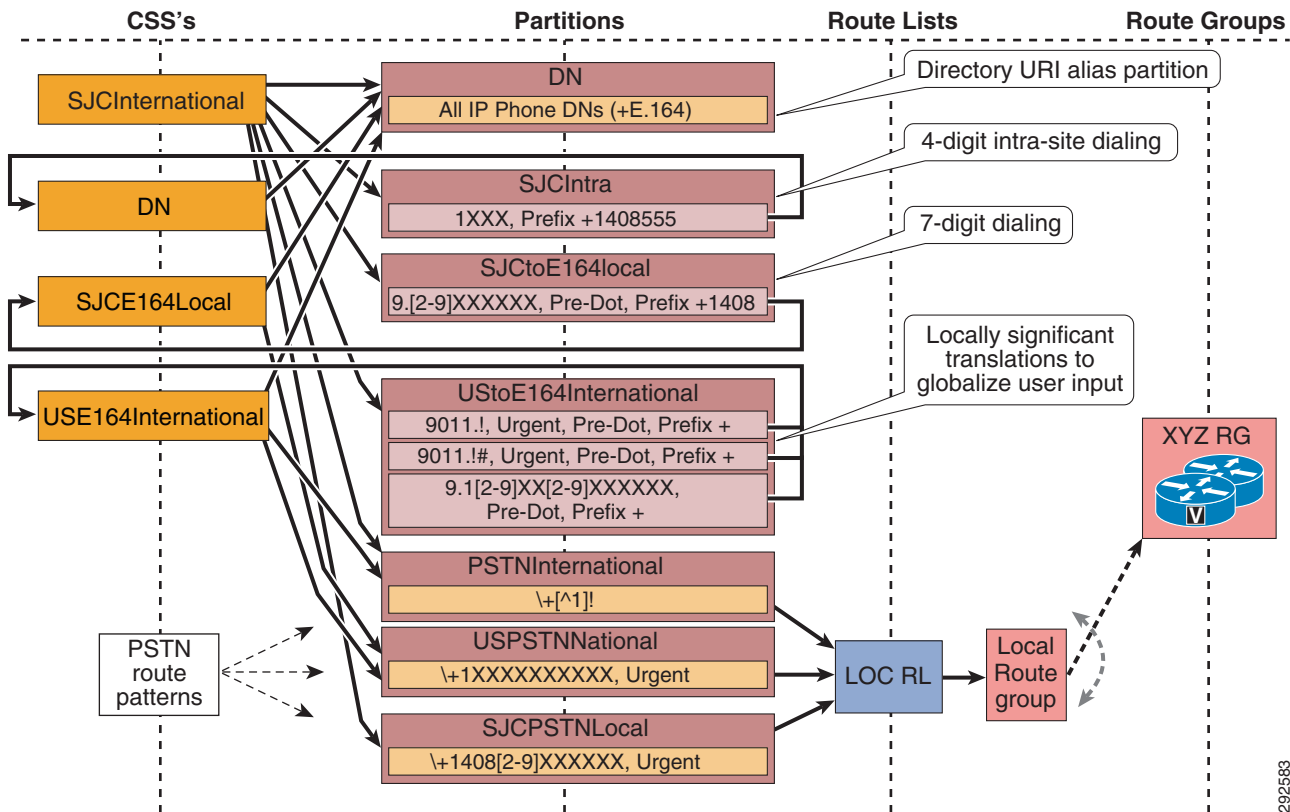 CSS's
Partitions
Route Lists
Route Groups
SJCInternational
DN
SJCE164Local
USE164International
PSTN
route
patterns
DN
All IP Phone DNs (+E.164)
SJCIntra
1XXX, Prefix +1408555
SJCtoE164local
9.[2-9]XXXXXX, Pre-Dot, Prefix +1408
UStoE164International
9011.!, Urgent, Pre-Dot, Prefix +
9011.!#, Urgent, Pre-Dot, Prefix +
9.1[2-9]XX[2-9]XXXXXX,
Pre-Dot, Prefix +
PSTNInternational
\+[^1]!
USPSTNNational
\+1XXXXXXXXXX, Urgent
SJCPSTNLocal
\+1408[2-9]XXXXXX, Urgent
Directory URI alias partition
4-digit intra-site dialing
7-digit dialing
Locally significant
translations to
globalize user input
LOC RL
Local
Route
group
XYZ RG
V
292583